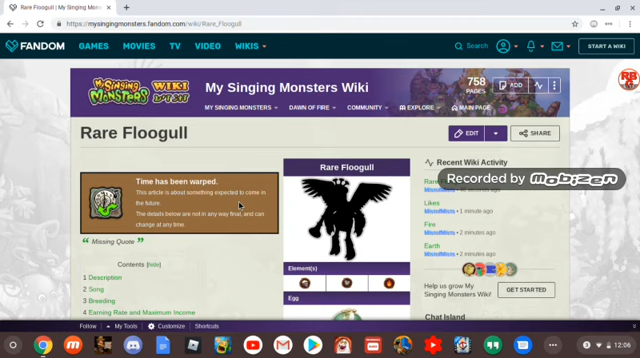 Rare Floogull | My Singing Mons
https://mysingingmonsters.fandom.com/wiki/Rare_Floogull
FANDOM GAMES MOVIES TV VIDEO WIKIS Search START A WIKI
My Singing Monsters WIKI
My Singing Monsters Wiki
758 PAGES
ADD
MY SINGING MONSTERS DAWN OF FIRE COMMUNITY EXPLORE MAIN PAGE
Rare Floogull
EDIT SHARE
Time has been warped.
This article is about something expected to come in
the future.
The details below are not in any way final, and can
change at any time.
“ Missing Quote ”
Contents [hide]
1 Description
2 Song
3 Breeding
4 Earning Rate and Maximum Income
Rare Floogull
Element(s)
Egg
Recent Wiki Activity
Recorded by mobizen
Likes
1 minute ago
Fire
2 minutes ago
Earth
2 minutes ago
Help us grow My
Singing Monsters Wiki!
GET STARTED
Chat Island
Follow My Tools Customize Shortcuts
12:06